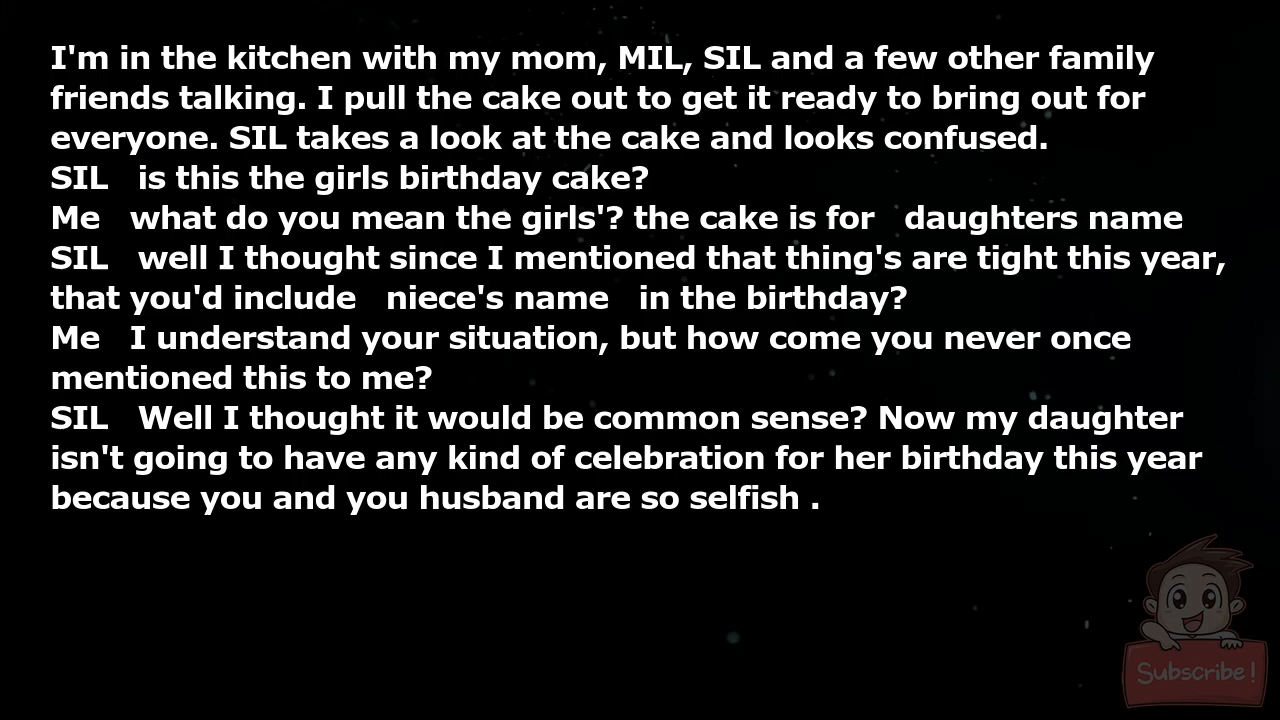 I'm in the kitchen with my mom, MIL, SIL and a few other family
friends talking. I pull the cake out to get it ready to bring out for
everyone. SIL takes a look at the cake and looks confused.
SIL   is this the girls birthday cake?
Me   what do you mean the girls'? the cake is for   daughters name
SIL   well I thought since I mentioned that thing's are tight this year,
that you'd include   niece's name   in the birthday?
Me   I understand your situation, but how come you never once
mentioned this to me?
SIL   Well I thought it would be common sense? Now my daughter
isn't going to have any kind of celebration for her birthday this year
because you and you husband are so selfish .
Subscribe!